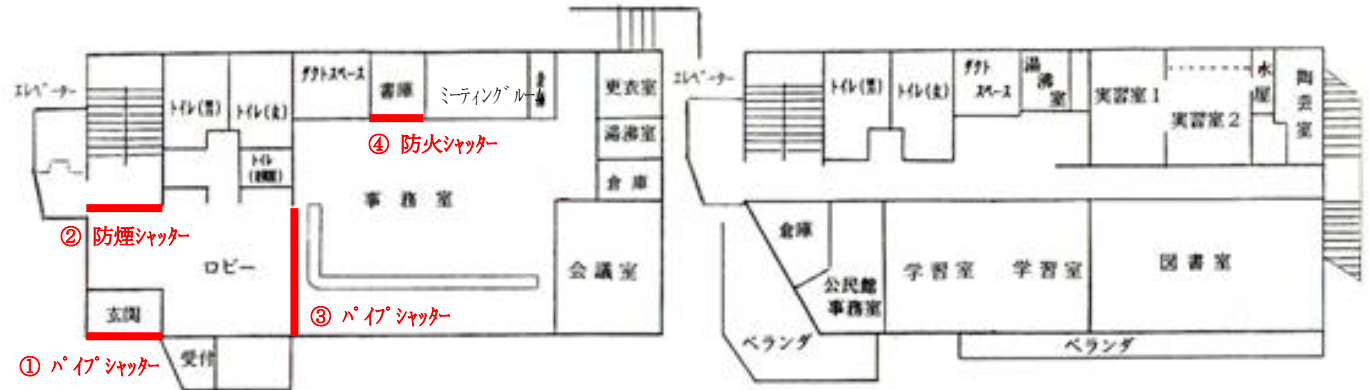 エレベーター
トイレ(男)
トイレ(女)
ダクトスペース
書庫
ミーティングルーム
更衣室
湯沸室
倉庫
④ 防火シャッター
事務室
② 防煙シャッター
ロビー
会議室
玄関
③ パイプシャッター
① パイプシャッター
受付
エレベーター
トイレ(男)
トイレ(女)
ダクト
スペース
湯沸室
実習室1
実習室2
水屋
陶芸室
倉庫
公民館
事務室
学習室
学習室
図書室
ベランダ
ベランダ